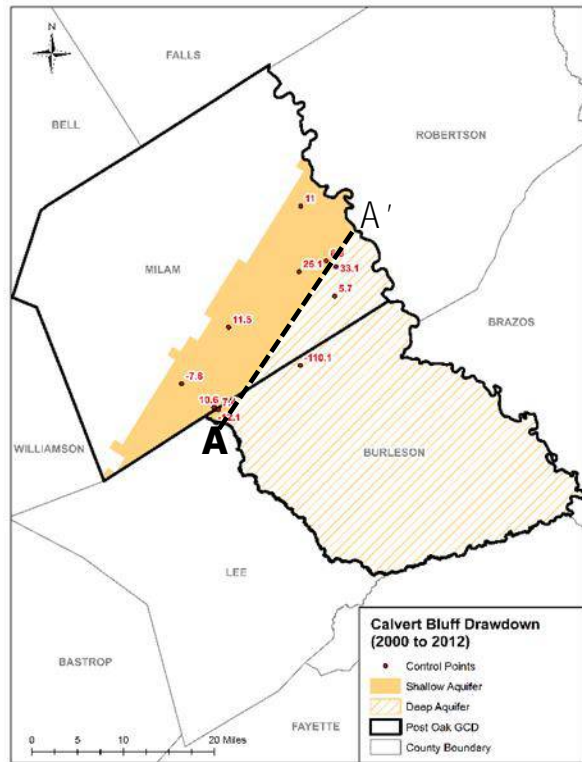 N
FALLS
BELL
ROBERTSON
11
A'
25.1
33.1
MILAM
5.7
BRAZOS
11.5
-110.1
-7.8
10.6
A
WILLIAMSON
BURLESON
LEE
Calvert Bluff Drawdown
(2000 to 2012)
Control Points
Shallow Aquifer
Deep Aquifer
Post Oak GCD
County Boundary
BASTROP
FAYETTE
0 5 10 20 Miles